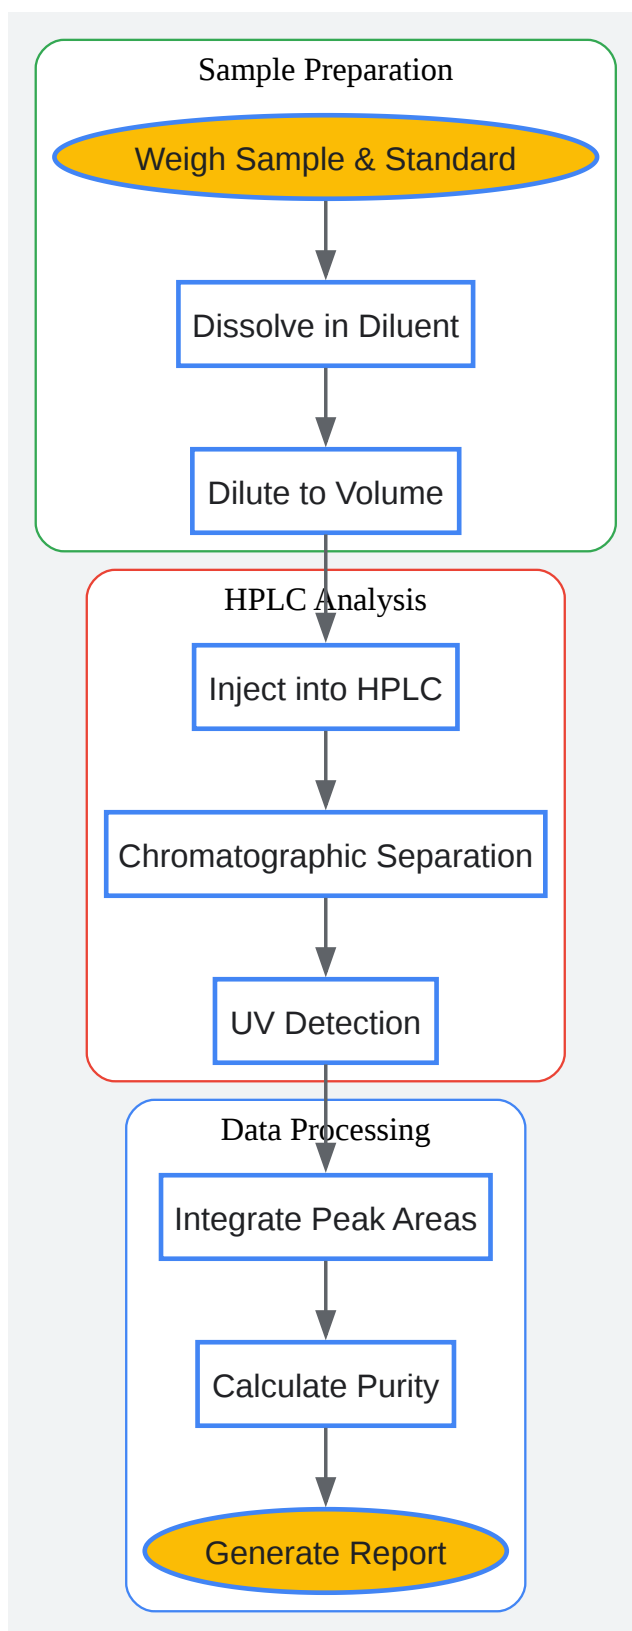 Sample Preparation
Weigh Sample & Standard
Dissolve in Diluent
Dilute to Volume
HPLC Analysis
Inject into HPLC
Chromatographic Separation
UV Detection
Data Processing
Integrate Peak Areas
Calculate Purity
Generate Report